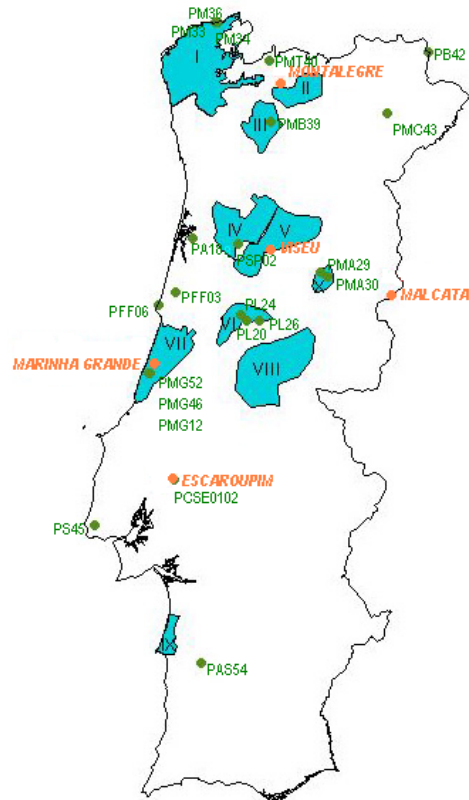 PM36
PM33
PM34
I
PMT40
PB42
MONTALEGRE
II
PMC43
III
PMB39
IV
V
PA18
VISEU
PSP02
PMA29
X
PMA30
MALCATA
PFF03
PFF06
PL24
VI
PL26
PL20
VII
MARINHA GRANDE
VIII
PMG52
PMG46
PMG12
ESCAROUPIM
PCSE0102
PS45
IX
PAS54